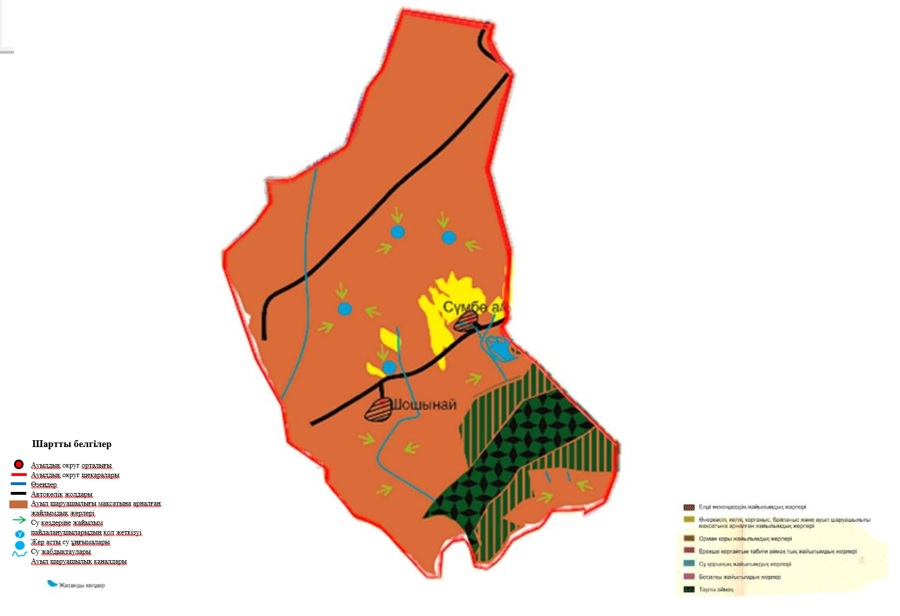 Сүмбе а
Шошынай
Шартты белгілер
Ауылдық округ орталығы
Ауылдық округ шекаралары
Өзендер
Автокөлік жолдары
Ауыл шаруашылығы мақсатына арналған
жайылымдық жерлері
Су көздеріне жайылым
пайдаланушылардың қол жеткізуі
Жер асты су ұңғымалары
Су жабдықтаулары
Ауыл шаруашылық каналдары
Жасанды көлдер
Елді мекендердің жайылымдық жерлері
Өнеркәсіп, көлік, қорғаныс, байланыс және ауыл шаруашылығы
мақсатына арналған жайылымдық жерлері
Орман қоры жайылымдық жерлері
Ерекше қорғайтын табиғи аймақтың жайылымдық жерлері
Су қорының жайылымдық жерлері
Босалқы жайылымдық жерлер
Таулы аймақ